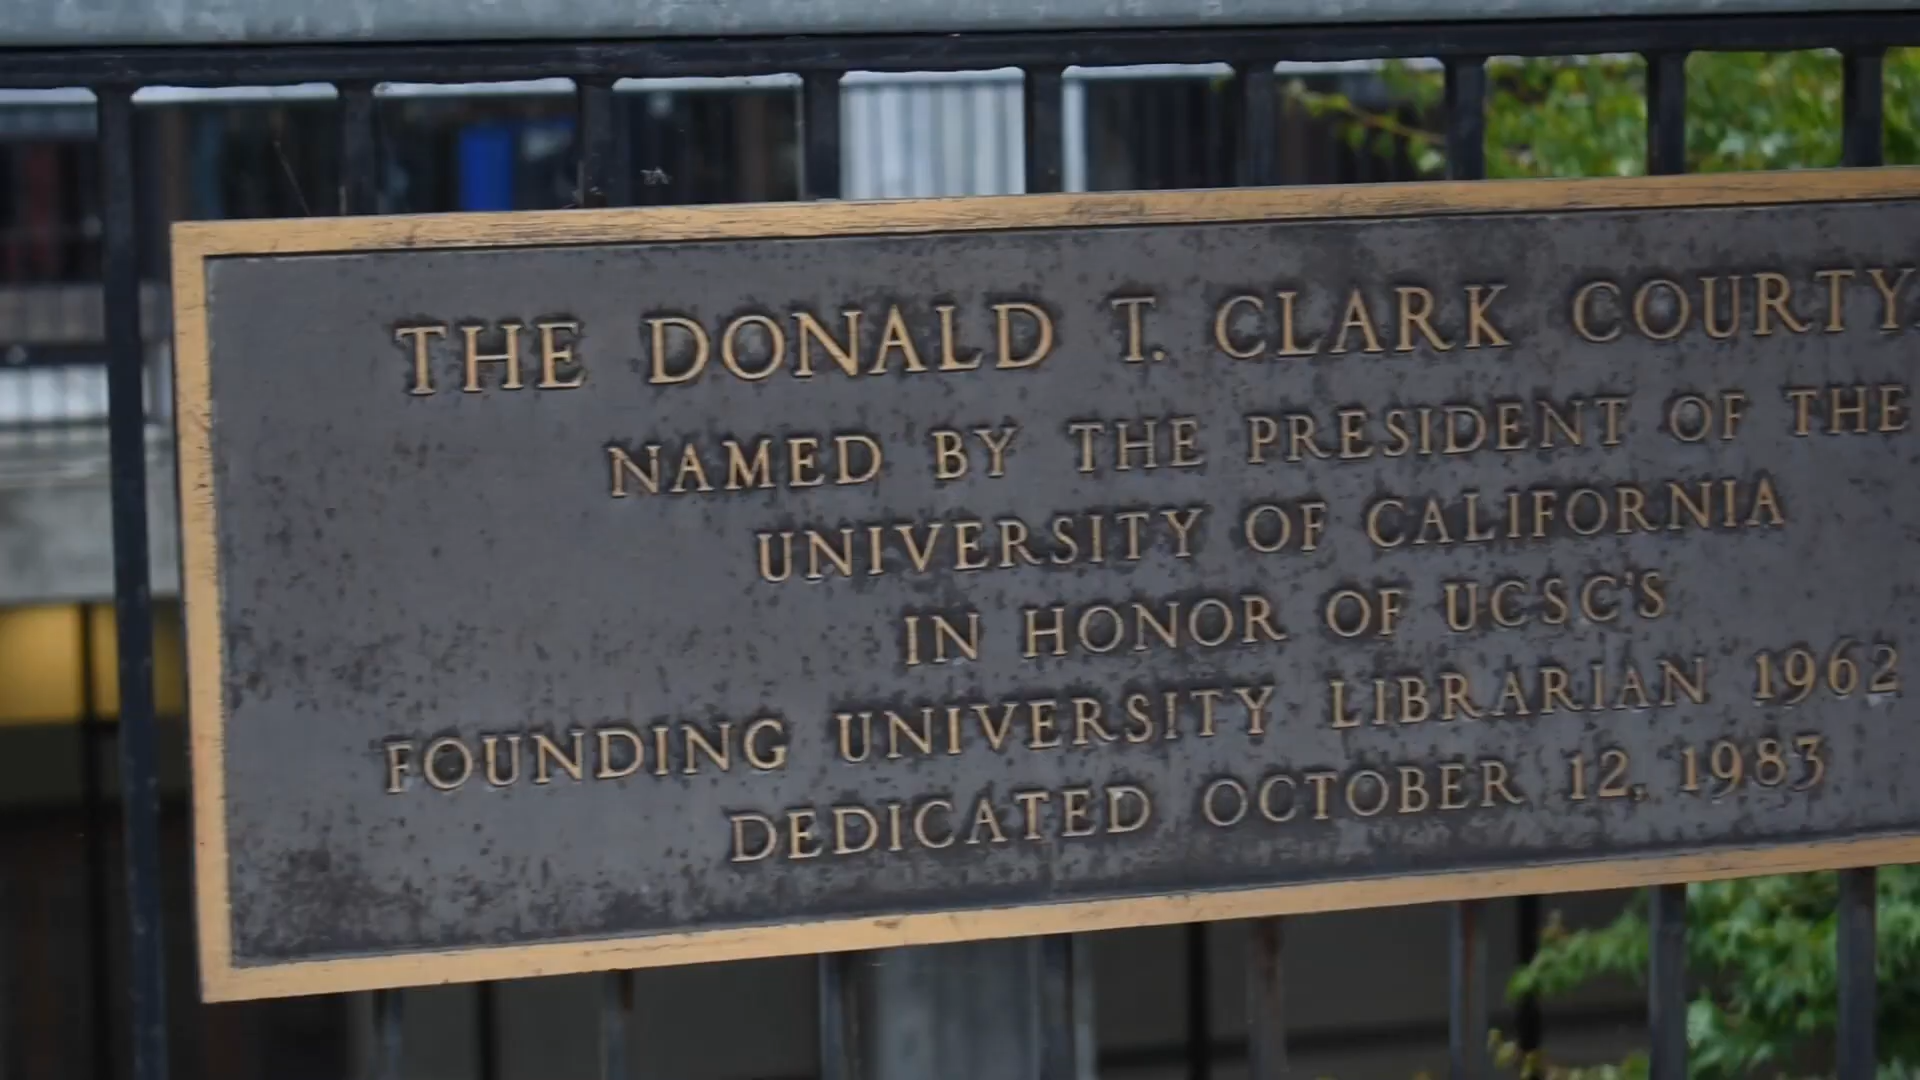 THE DONALD T. CLARK COURTY
NAMED BY THE PRESIDENT OF THE
UNIVERSITY OF CALIFORNIA
IN HONOR OF UCSC'S
FOUNDING UNIVERSITY LIBRARIAN 1962
DEDICATED OCTOBER 12, 1983